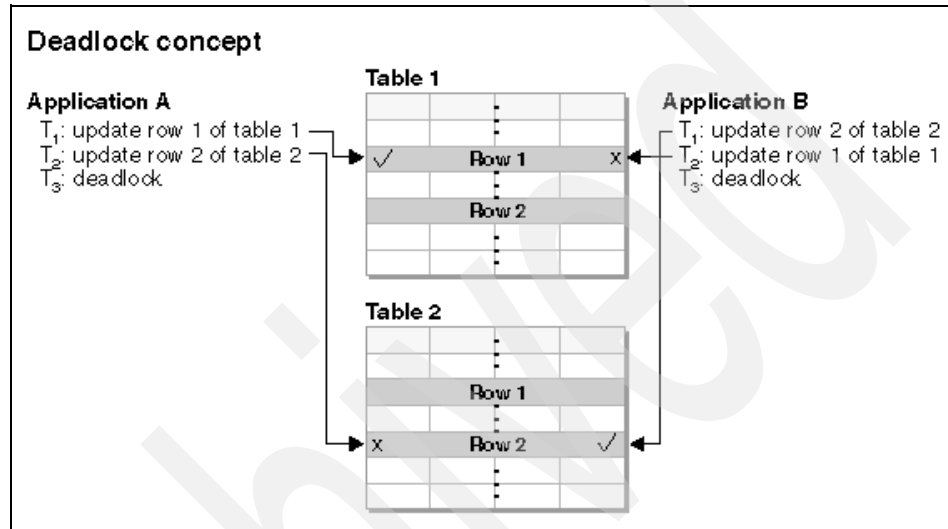 Deadlock concept
Application A
T1: update row 1 of table 1
T2: update row 2 of table 2
T3: deadlock
Table 1
Row 1
x
Row 2
Application B
T1: update row 2 of table 2
T2: update row 1 of table 1
T3: deadlock
Table 2
Row 1
x
Row 2
hived